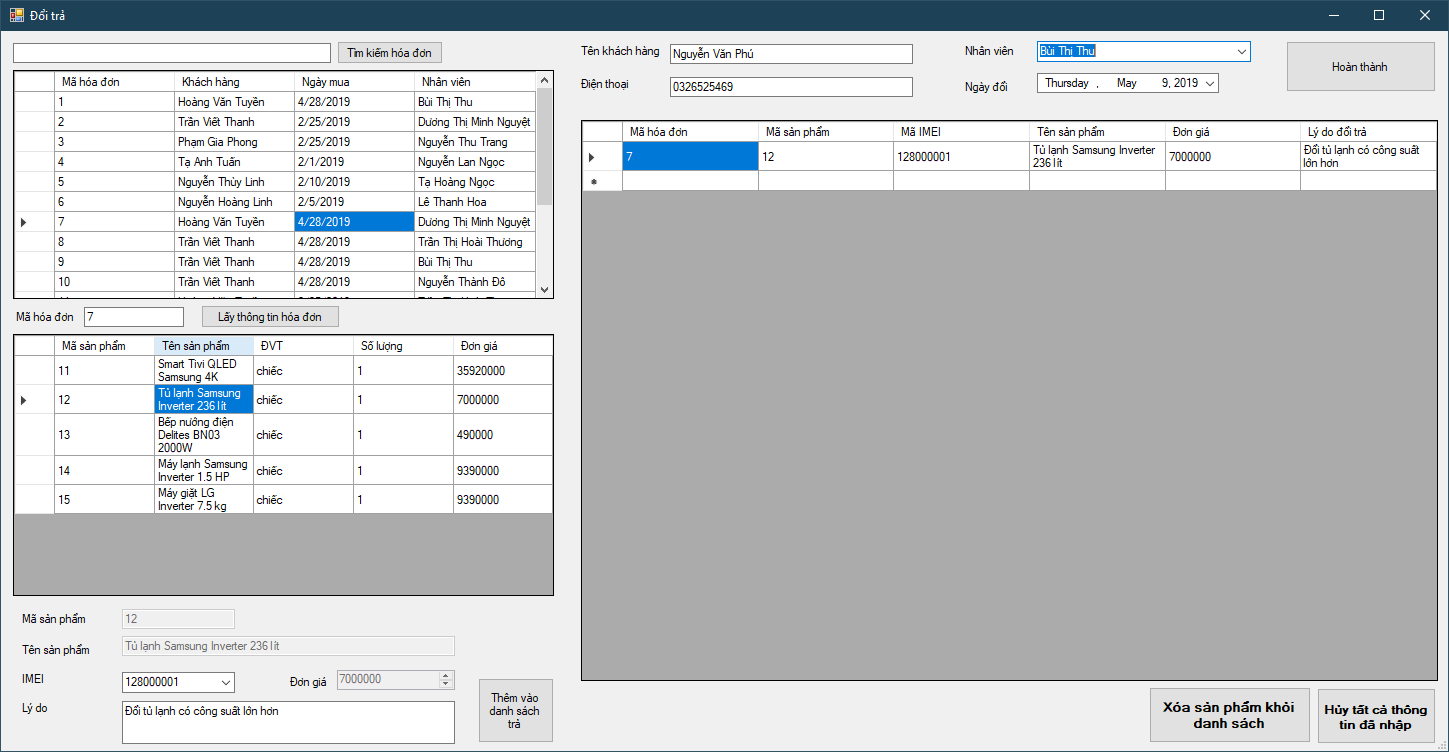 Đổi trả
Tìm kiếm hóa đơn
Mã hóa đơn Khách hàng Ngày mua Nhân viên
1 Hoàng Văn Tuyền 4/28/2019 Bùi Thị Thu
2 Trần Viết Thanh 2/25/2019 Dương Thị Minh Nguyệt
3 Phạm Gia Phong 2/25/2019 Nguyễn Thu Trang
4 Tạ Anh Tuấn 2/1/2019 Nguyễn Lan Ngọc
5 Nguyễn Thùy Linh 2/10/2019 Tạ Hoàng Ngọc
6 Nguyễn Hoàng Linh 2/5/2019 Lê Thanh Hoa
7 Hoàng Văn Tuyền 4/28/2019 Dương Thị Minh Nguyệt
8 Trần Viết Thanh 4/28/2019 Trần Thị Hoài Thương
9 Trần Viết Thanh 4/28/2019 Bùi Thị Thu
10 Trần Viết Thanh 4/28/2019 Nguyễn Thành Đô
Mã hóa đơn 7 Lấy thông tin hóa đơn
Mã sản phẩm Tên sản phẩm ĐVT Số lượng Đơn giá
11 Smart Tivi QLED
Samsung 4K chiếc 1 35920000
12 Tủ lạnh Samsung
Inverter 236 lít chiếc 1 7000000
13 Bếp nướng điện
Delites BN03
2000W chiếc 1 490000
14 Máy lạnh Samsung
Inverter 1.5 HP chiếc 1 9390000
15 Máy giặt LG
Inverter 7.5 kg chiếc 1 9390000
Mã sản phẩm 12
Tên sản phẩm Tủ lạnh Samsung Inverter 236 lít
IMEI 128000001 Đơn giá 7000000
Lý do Đổi tủ lạnh có công suất lớn hơn
Thêm vào
danh sách
trả
Tên khách hàng Nguyễn Văn Phú Nhân viên Bùi Thị Thu
Điện thoại 0326525469 Ngày đổi Thursday , May 9, 2019
Hoàn thành
Mã hóa đơn Mã sản phẩm Mã IMEI Tên sản phẩm Đơn giá Lý do đổi trả
7 12 128000001 Tủ lạnh Samsung Inverter
236 lít 7000000 Đổi tủ lạnh có công suất
lớn hơn
Xóa sản phẩm khỏi
danh sách
Hủy tất cả thông
tin đã nhập